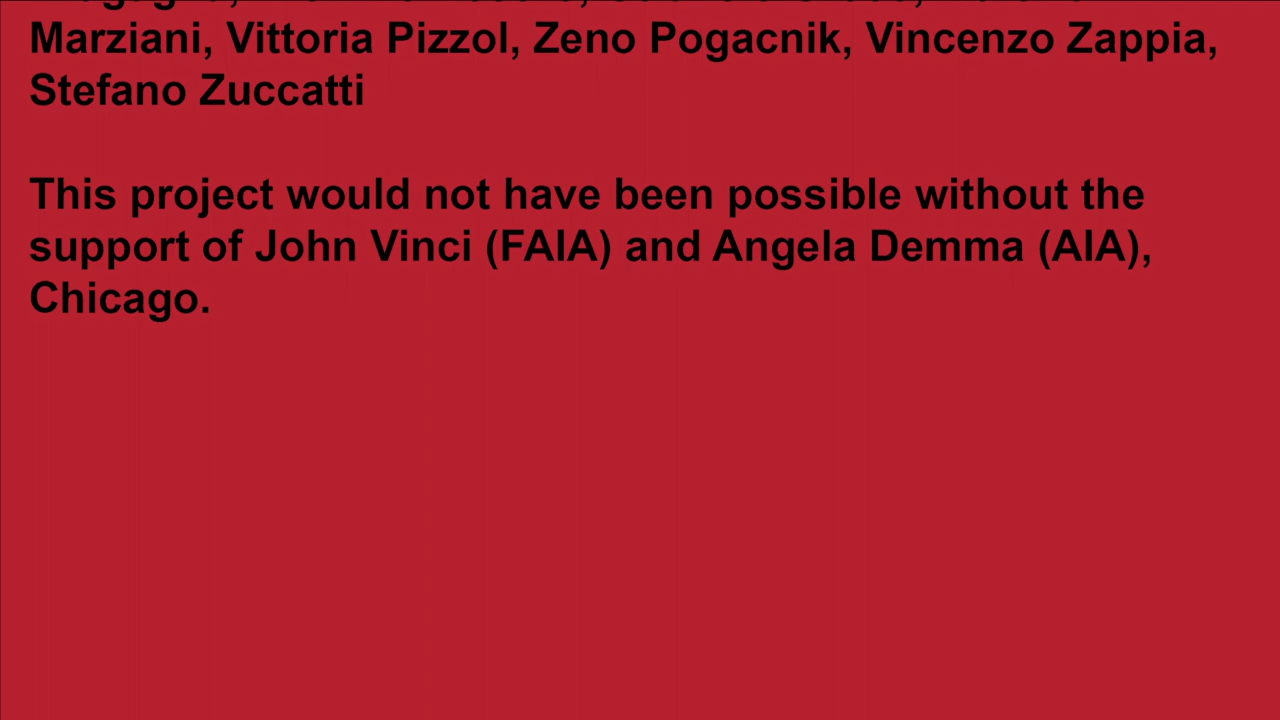 Marziani, Vittoria Pizzol, Zeno Pogacnik, Vincenzo Zappia,
Stefano Zuccatti
This project would not have been possible without the
support of John Vinci (FAIA) and Angela Demma (AIA),
Chicago.